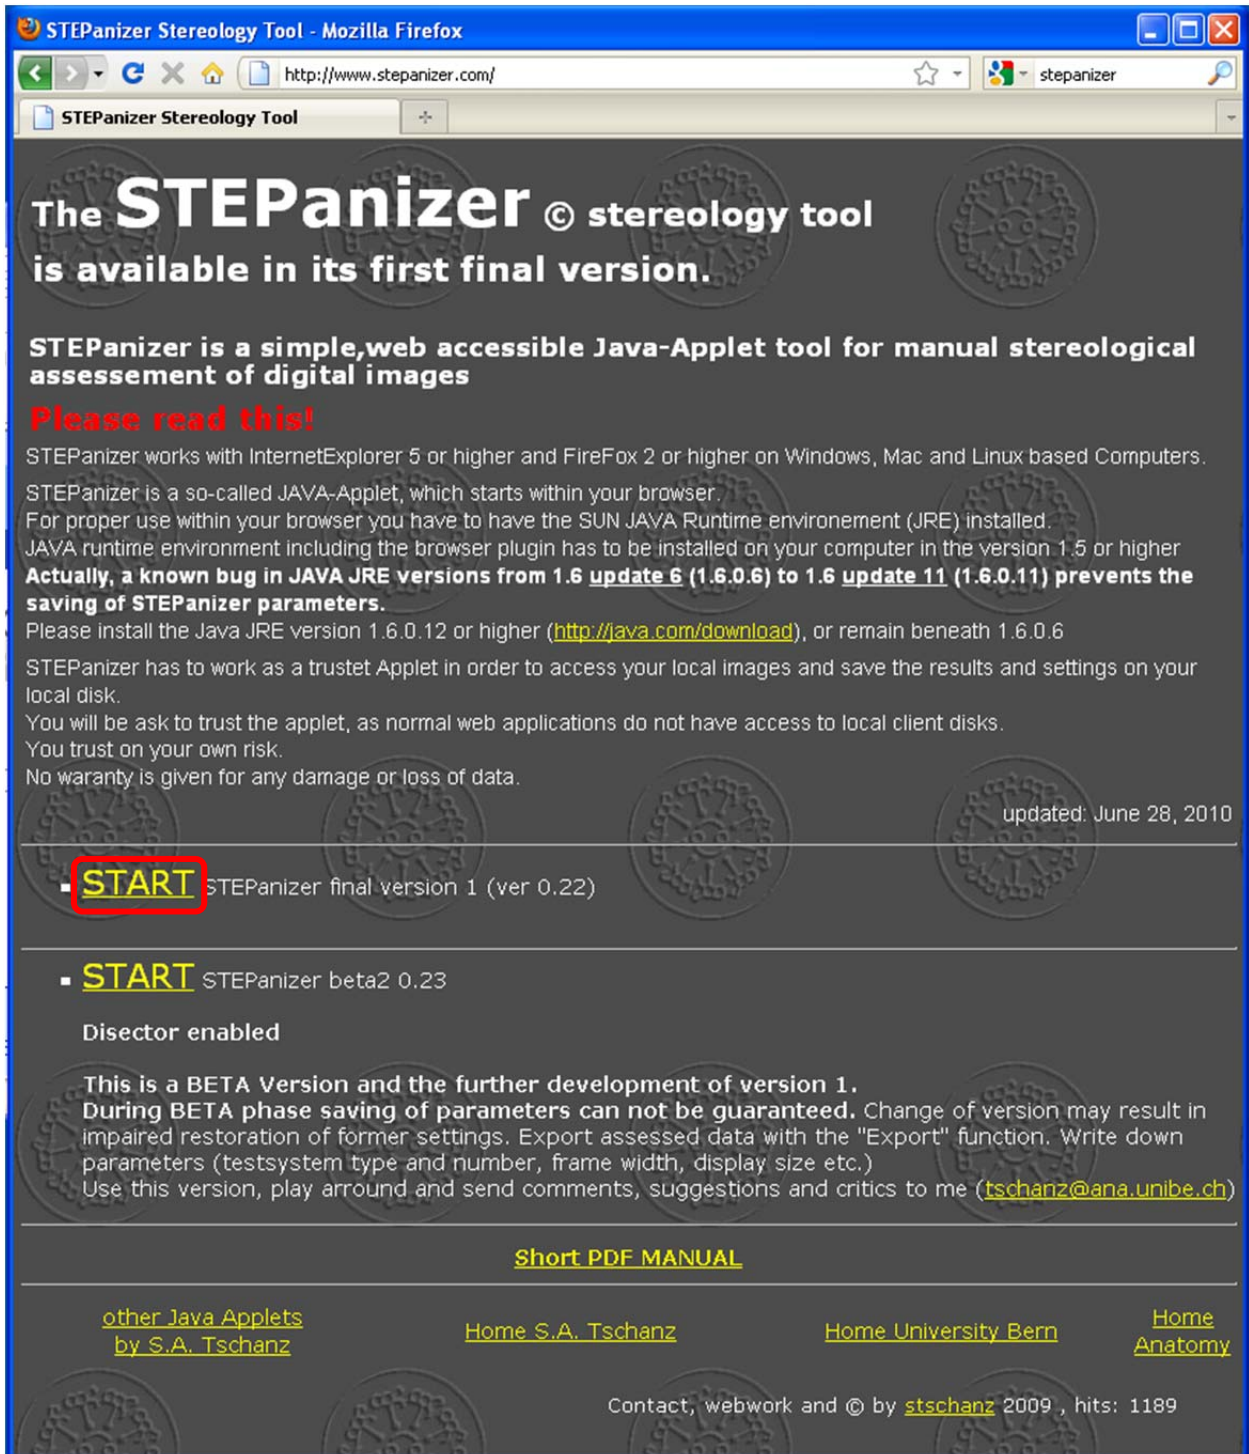 STEPanizer Stereology Tool - Mozilla Firefox
http://www.stepanizer.com/
stepanizer
STEPanizer Stereology Tool
The STEPanizer © stereology tool
is available in its first final version.
STEPanizer is a simple,web accessible Java-Applet tool for manual stereological
assessement of digital images
Please read this!
STEPanizer works with InternetExplorer 5 or higher and FireFox 2 or higher on Windows, Mac and Linux based Computers.
STEPanizer is a so-called JAVA-Applet, which starts within your browser.
For proper use within your browser you have to have the SUN JAVA Runtime environement (JRE) installed.
JAVA runtime environment including the browser plugin has to be installed on your computer in the version 1.5 or higher
Actually, a known bug in JAVA JRE versions from 1.6 update 6 (1.6.0.6) to 1.6 update 11 (1.6.0.11) prevents the
saving of STEPanizer parameters.
Please install the Java JRE version 1.6.0.12 or higher (http://java.com/download), or remain beneath 1.6.0.6
STEPanizer has to work as a trustet Applet in order to access your local images and save the results and settings on your
local disk.
You will be ask to trust the applet, as normal web applications do not have access to local client disks.
You trust on your own risk.
No waranty is given for any damage or loss of data.
updated: June 28, 2010
START STEPanizer final version 1 (ver 0.22)
START STEPanizer beta2 0.23
Disector enabled
This is a BETA Version and the further development of version 1.
During BETA phase saving of parameters can not be guaranteed. Change of version may result in
impaired restoration of former settings. Export assessed data with the "Export" function. Write down
parameters (testsystem type and number, frame width, display size etc.)
Use this version, play arround and send comments, suggestions and critics to me (tschanz@ana.unibe.ch)
Short PDF MANUAL
other Java Applets
by S.A. Tschanz
Home S.A. Tschanz
Home University Bern
Home
Anatomy
Contact, webwork and © by stschanz 2009 , hits: 1189